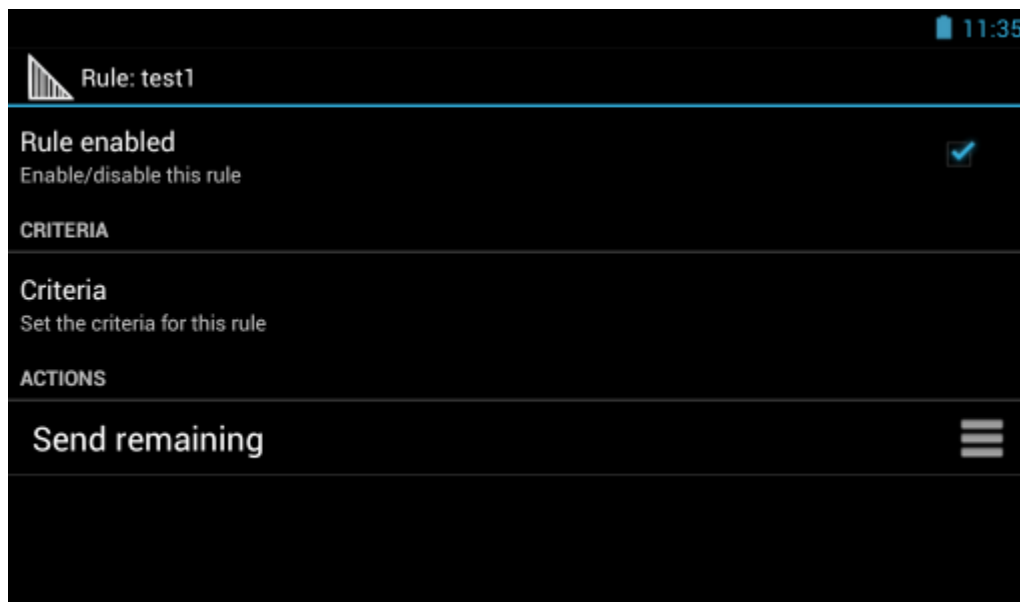 11:35
Rule: test1
Rule enabled
Enable/disable this rule
CRITERIA
Criteria
Set the criteria for this rule
ACTIONS
Send remaining